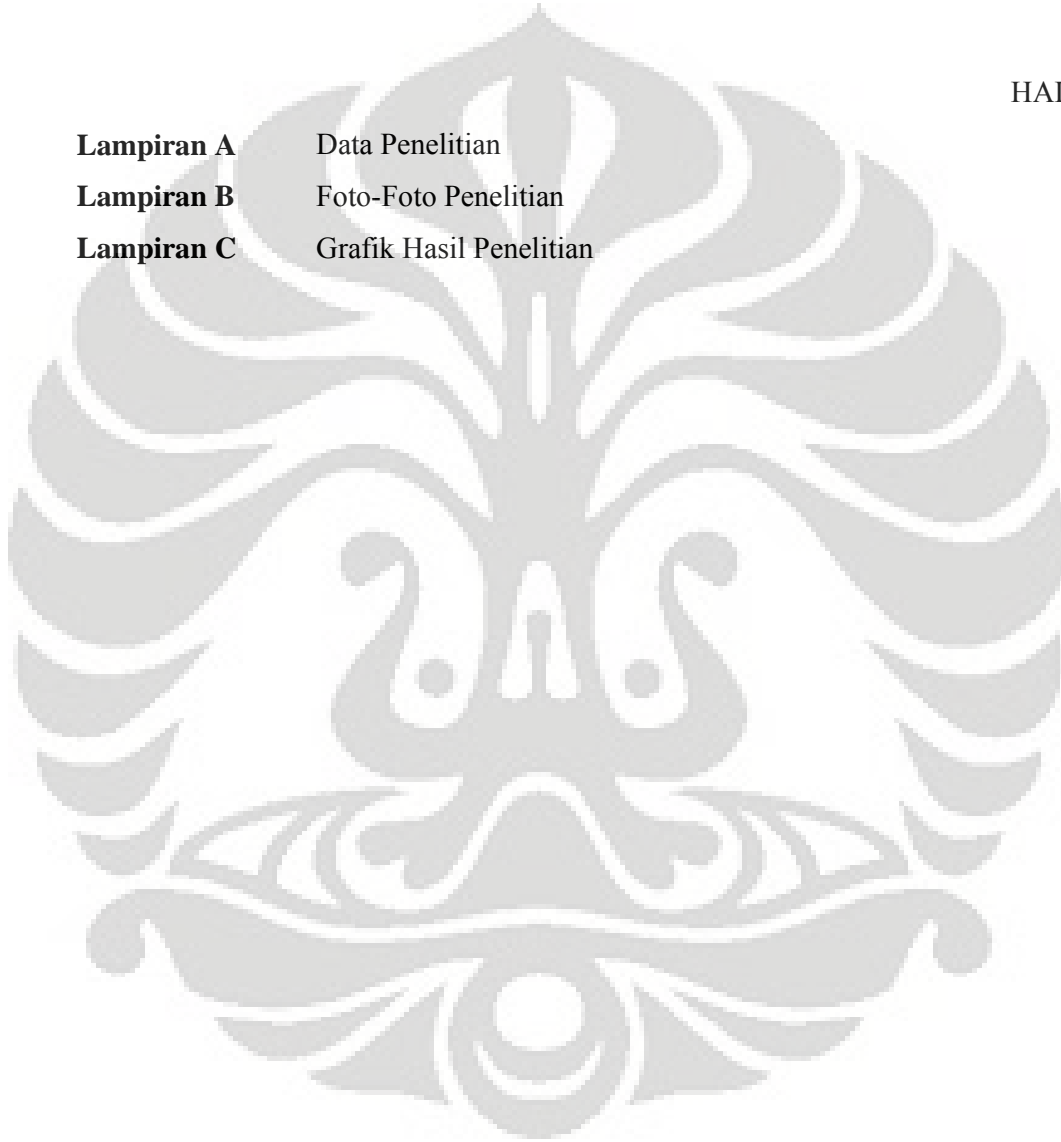 HAI
Lampiran A Data Penelitian
Lampiran B Foto-Foto Penelitian
Lampiran C Grafik Hasil Penelitian